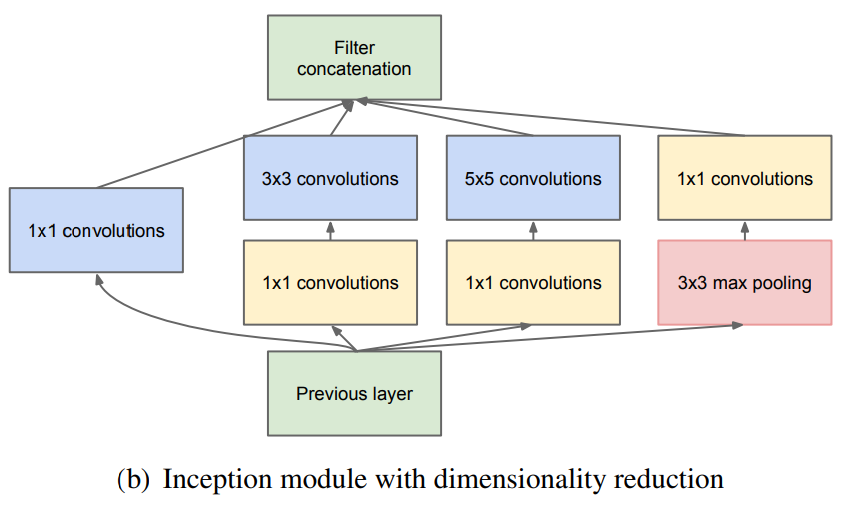 Filter
concatenation
3x3 convolutions
5x5 convolutions
1x1 convolutions
1x1 convolutions
1x1 convolutions
1x1 convolutions
3x3 max pooling
Previous layer
(b) Inception module with dimensionality reduction